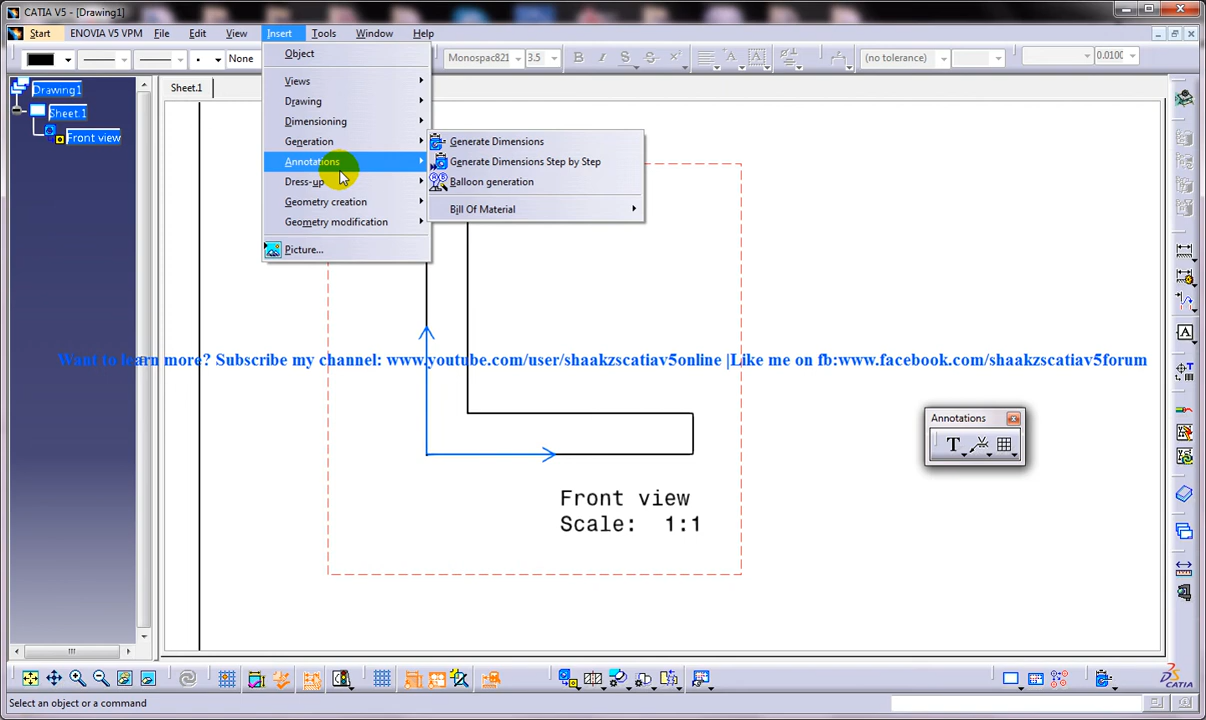 CATIA V5 - [Drawing1]
Start ENOVIA V5 VPM File Edit View Insert Tools Window Help
None Monospac821 3.5 B I S S (no tolerance) 0.0100
Drawing1
Sheet.1
Front view
Sheet.1
Object
Views
Drawing
Dimensioning
Generation
Annotations
Dress-up
Geometry creation
Geometry modification
Picture...
Generate Dimensions
Generate Dimensions Step by Step
Balloon generation
Bill Of Material
Want to learn more? Subscribe my channel: www.youtube.com/user/shaakzscatiav5online |Like me on fb:www.facebook.com/shaakzscatiav5forum
Annotations
T
Front view
Scale: 1:1
Select an object or a command
CATIA